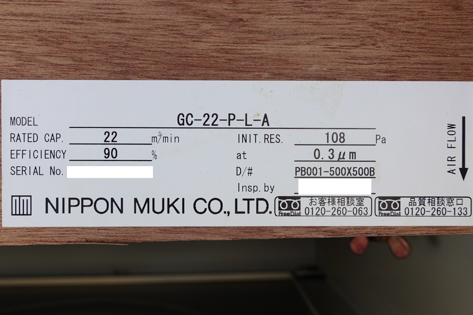 MODEL GC-22-P-L-A
RATED CAP. 22 m³/min INIT.RES. 108 Pa
EFFICIENCY 90 % at 0.3μm
SERIAL No. D/# PB001-500X500B
Insp.by
AIR FLOW
NIPPON MUKI CO.,LTD. お客様相談室 0120-260-063 品質相談窓口 0120-260-133